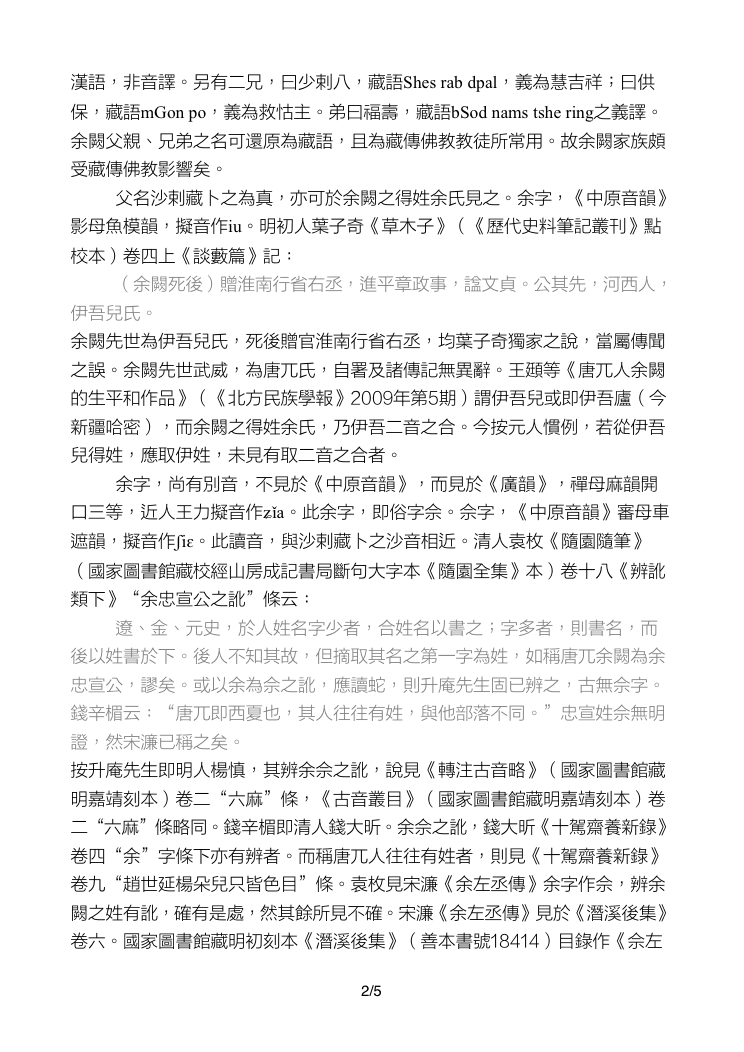 漢語，非音譯。另有二兄，曰少剌八，藏語Shes rab dpal，義為慧吉祥；曰供
保，藏語mGon po，義為救怙主。弟曰福壽，藏語bSod nams tshe ring之義譯。
余闕父親、兄弟之名可還原為藏語，且為藏傳佛教教徒所常用。故余闕家族頗
受藏傳佛教影響矣。
父名沙剌藏卜之為真，亦可於余闕之得姓余氏見之。余字，《中原音韻》
影母魚模韻，擬音作iu。明初人葉子奇《草木子》（《歷代史料筆記叢刊》點
校本）卷四上《談藪篇》記：
（余闕死後）贈淮南行省右丞，進平章政事，諡文貞。公其先，河西人，
伊吾兒氏。
余闕先世為伊吾兒氏，死後贈官淮南行省右丞，均葉子奇獨家之說，當屬傳聞
之誤。余闕先世武威，為唐兀氏，自署及諸傳記無異辭。王頲等《唐兀人余闕
的生平和作品》（《北方民族學報》2009年第5期）謂伊吾兒或即伊吾廬（今
新疆哈密），而余闕之得姓余氏，乃伊吾二音之合。今按元人慣例，若從伊吾
兒得姓，應取伊姓，未見有取二音之合者。
余字，尚有別音，不見於《中原音韻》，而見於《廣韻》，禪母麻韻開
口三等，近人王力擬音作ʑǐa。此余字，即俗字佘。佘字，《中原音韻》審母車
遮韻，擬音作ʃiɛ。此讀音，與沙剌藏卜之沙音相近。清人袁枚《隨園隨筆》
（國家圖書館藏校經山房成記書局斷句大字本《隨園全集》本）卷十八《辨訛
類下》“余忠宣公之訛”條云：
遼、金、元史，於人姓名字少者，合姓名以書之；字多者，則書名，而
後以姓書於下。後人不知其故，但摘取其名之第一字為姓，如稱唐兀余闕為余
忠宣公，謬矣。或以余為佘之訛，應讀蛇，則升庵先生固已辨之，古無佘字。
錢辛楣云：“唐兀即西夏也，其人往往有姓，與他部落不同。”忠宣姓佘無明
證，然宋濂已稱之矣。
按升庵先生即明人楊慎，其辨余佘之訛，說見《轉注古音略》（國家圖書館藏
明嘉靖刻本）卷二“六麻”條，《古音叢目》（國家圖書館藏明嘉靖刻本）卷
二“六麻”條略同。錢辛楣即清人錢大昕。余佘之訛，錢大昕《十駕齋養新錄》
卷四“余”字條下亦有辨者。而稱唐兀人往往有姓者，則見《十駕齋養新錄》
卷九“趙世延楊朵兒只皆色目”條。袁枚見宋濂《余左丞傳》余字作佘，辨余
闕之姓有訛，確有是處，然其餘所見不確。宋濂《余左丞傳》見於《潛溪後集》
卷六。國家圖書館藏明初刻本《潛溪後集》（善本書號18414）目錄作《佘左
2/5